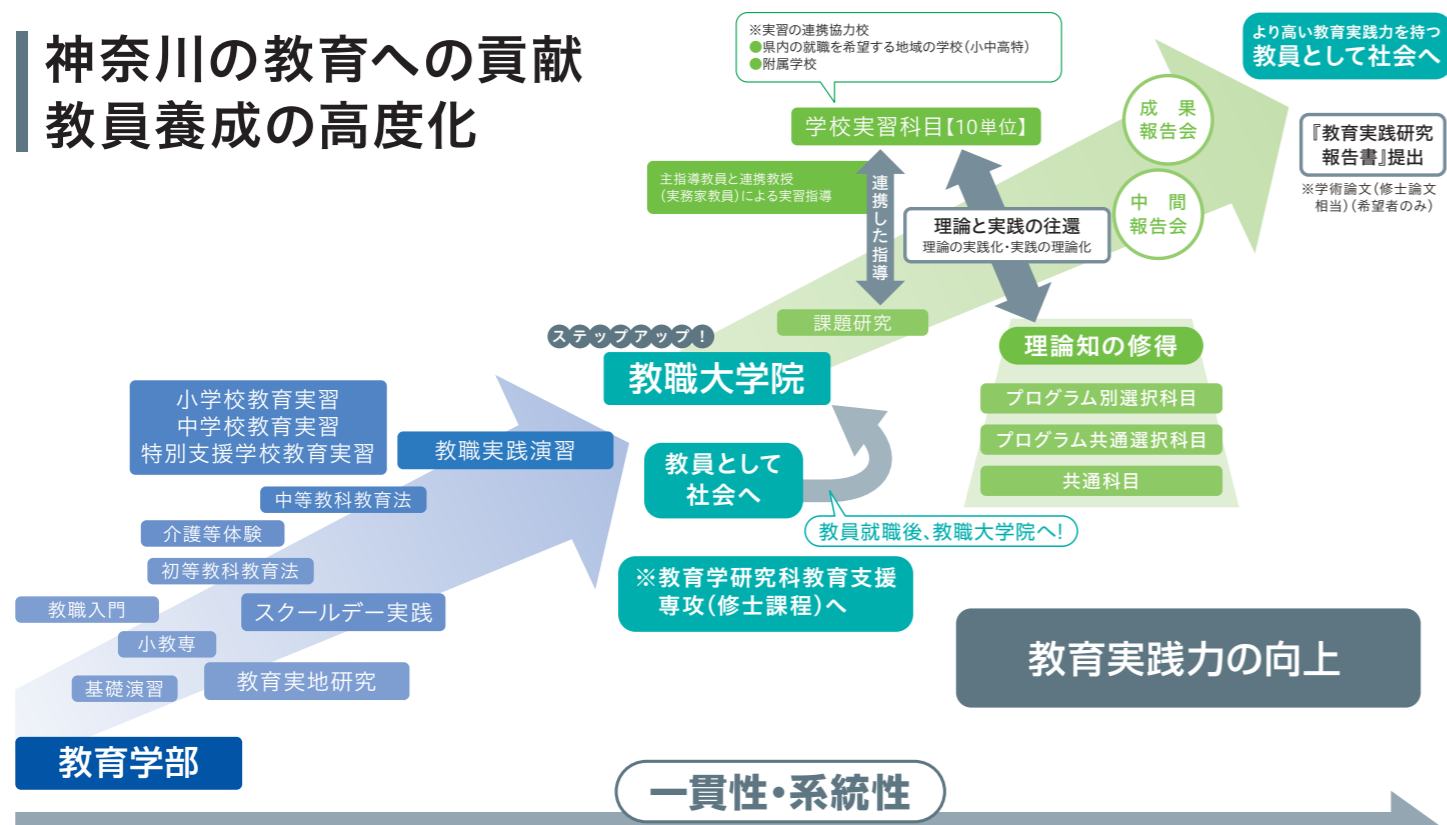 神奈川の教育への貢献
教員養成の高度化
※実習の連携協力校
●県内の就職を希望する地域の学校(小中高特)
●附属学校
学校実習科目【10単位】
主指導教員と連携教授
(実務家教員)による実習指導
連携した指導
理論と実践の往還
理論の実践化・実践の理論化
成果
報告会
中間
報告会
より高い教育実践力を持つ
教員として社会へ
『教育実践研究
報告書』提出
※学術論文(修士論文
相当)(希望者のみ)
課題研究
理論知の修得
プログラム別選択科目
プログラム共通選択科目
共通科目
ステップアップ!
教職大学院
教員として
社会へ
教員就職後、教職大学院へ!
※教育学研究科教育支援
専攻(修士課程)へ
小学校教育実習
中学校教育実習
特別支援学校教育実習
教職実践演習
中等教科教育法
介護等体験
初等教科教育法
教職入門
スクールデー実践
小教専
基礎演習
教育実地研究
教育学部
教育実践力の向上
一貫性・系統性